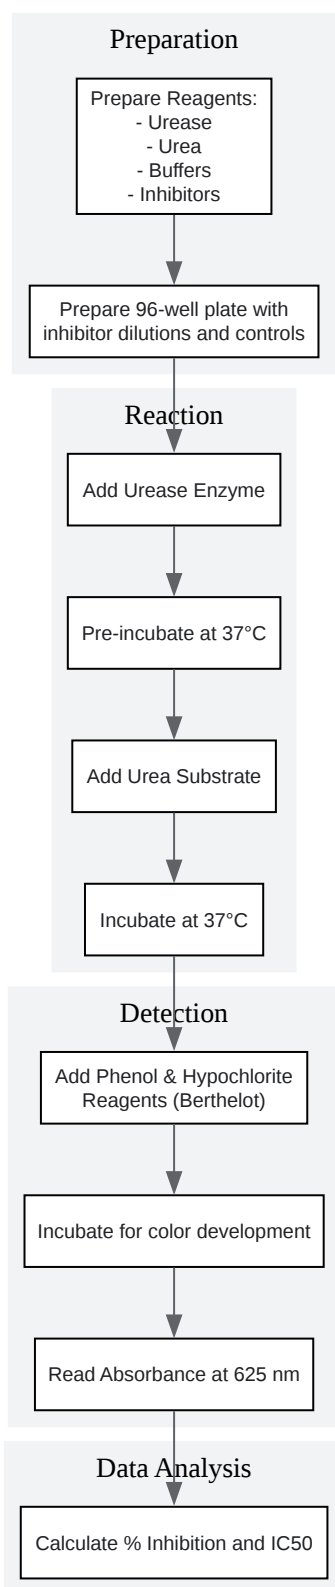 Preparation
Prepare Reagents:
- Urease
- Urea
- Buffers
- Inhibitors
Prepare 96-well plate with
inhibitor dilutions and controls
Reaction
Add Urease Enzyme
Pre-incubate at 37°C
Add Urea Substrate
Incubate at 37°C
Detection
Add Phenol & Hypochlorite
Reagents (Berthelot)
Incubate for color development
Read Absorbance at 625 nm
Data Analysis
Calculate % Inhibition and IC50